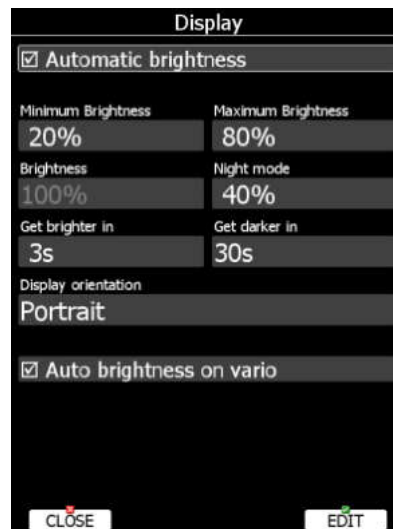 Display
Automatic brightness
Minimum Brightness Maximum Brightness
20% 80%
Brightness Night mode
100% 40%
Get brighter in Get darker in
3s 30s
Display orientation
Portrait
Auto brightness on vario
CLOSE EDIT